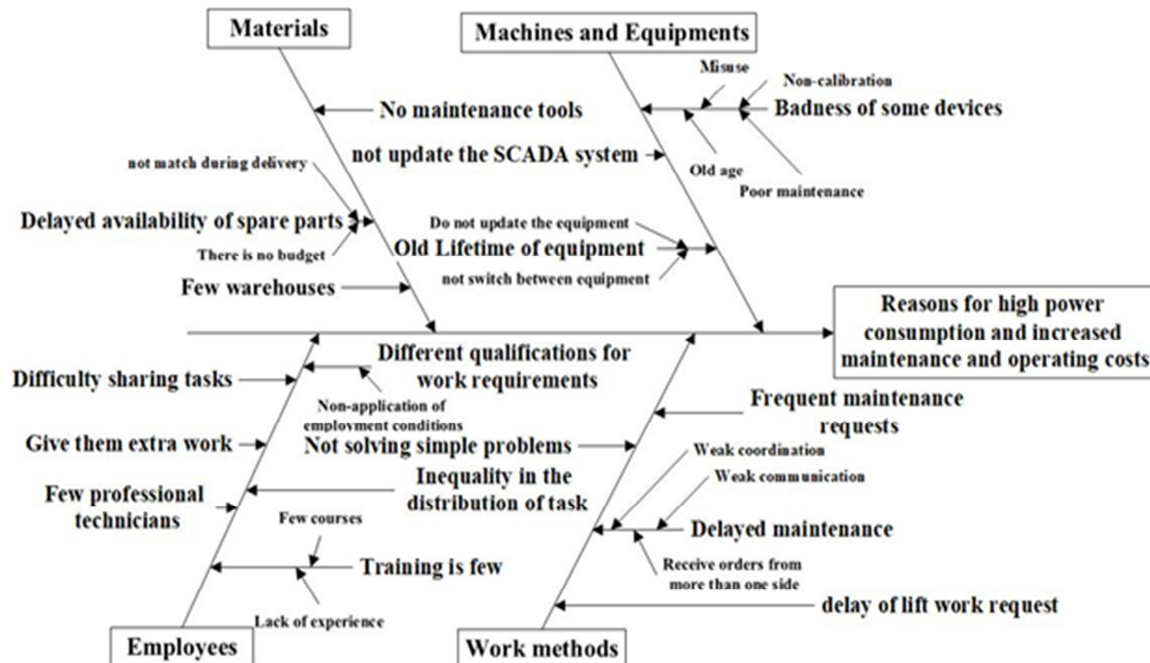 Materials
Machines and Equipments
Misuse
Non-calibration
No maintenance tools
Badness of some devices
not update the SCADA system
not match during delivery
Old age
Poor maintenance
Delayed availability of spare parts
Do not update the equipment
There is no budget
Old Lifetime of equipment
not switch between equipment
Few warehouses
Reasons for high power
consumption and increased
maintenance and operating costs
Different qualifications for
work requirements
Difficulty sharing tasks
Non-application of
employment conditions
Frequent maintenance
requests
Give them extra work
Not solving simple problems
Weak coordination
Inequality in the
distribution of task
Weak communication
Few professional
technicians
Few courses
Delayed maintenance
Training is few
Receive orders from
more than one side
delay of lift work request
Lack of experience
Employees
Work methods